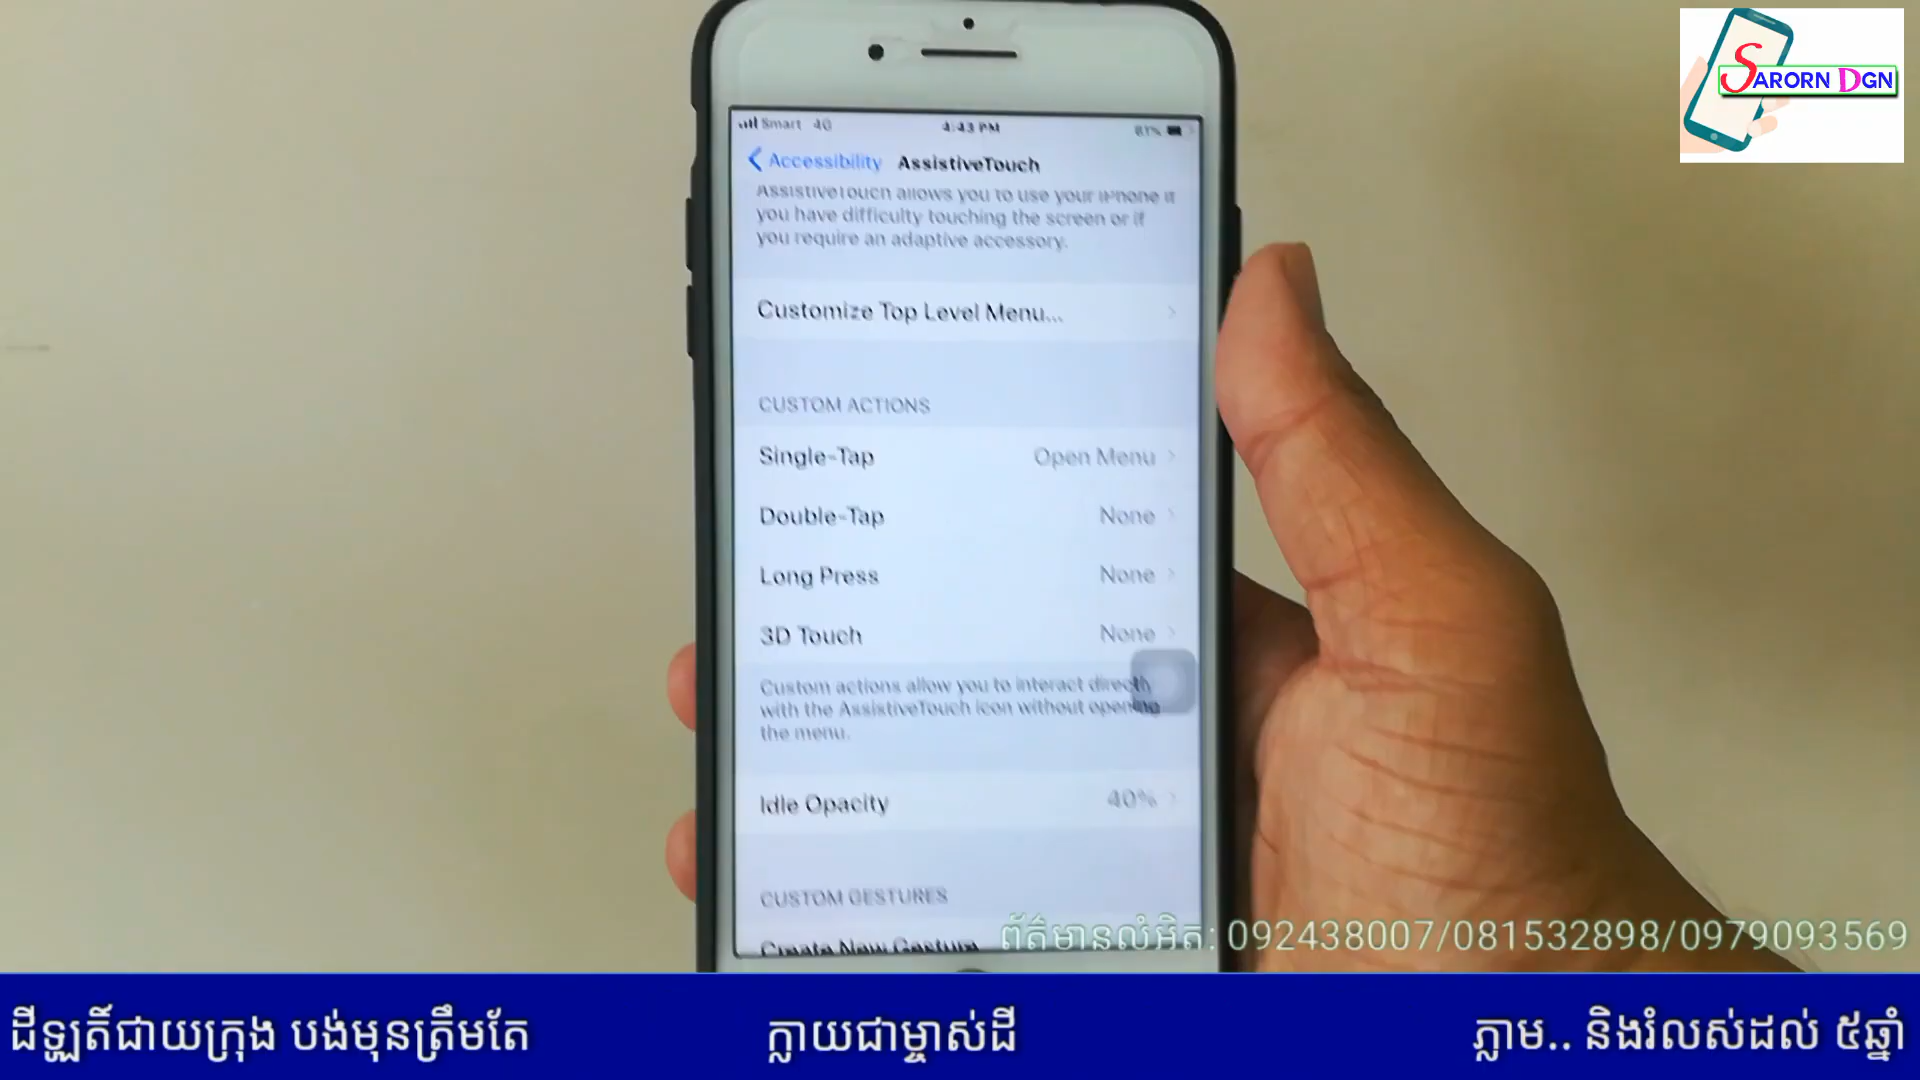 SARORN DGN
Smart 4G 4:43 PM 81%
Accessibility AssistiveTouch
AssistiveTouch allows you to use your iPhone if
you have difficulty touching the screen or if
you require an adaptive accessory.
Customize Top Level Menu...
CUSTOM ACTIONS
Single-Tap Open Menu
Double-Tap None
Long Press None
3D Touch None
Custom actions allow you to interact directly
with the AssistiveTouch icon without opening
the menu.
Idle Opacity 40%
CUSTOM GESTURES
Create New Gesture
ព័ត៌មានលំអិត: 092438007/081532898/0979093569
ដីឡូតិ៍ជាយក្រុង បង់មុនត្រឹមតែ ក្លាយជាម្ចាស់ដី ភ្លាម.. និងរំលស់ដល់ ៥ឆ្នាំ